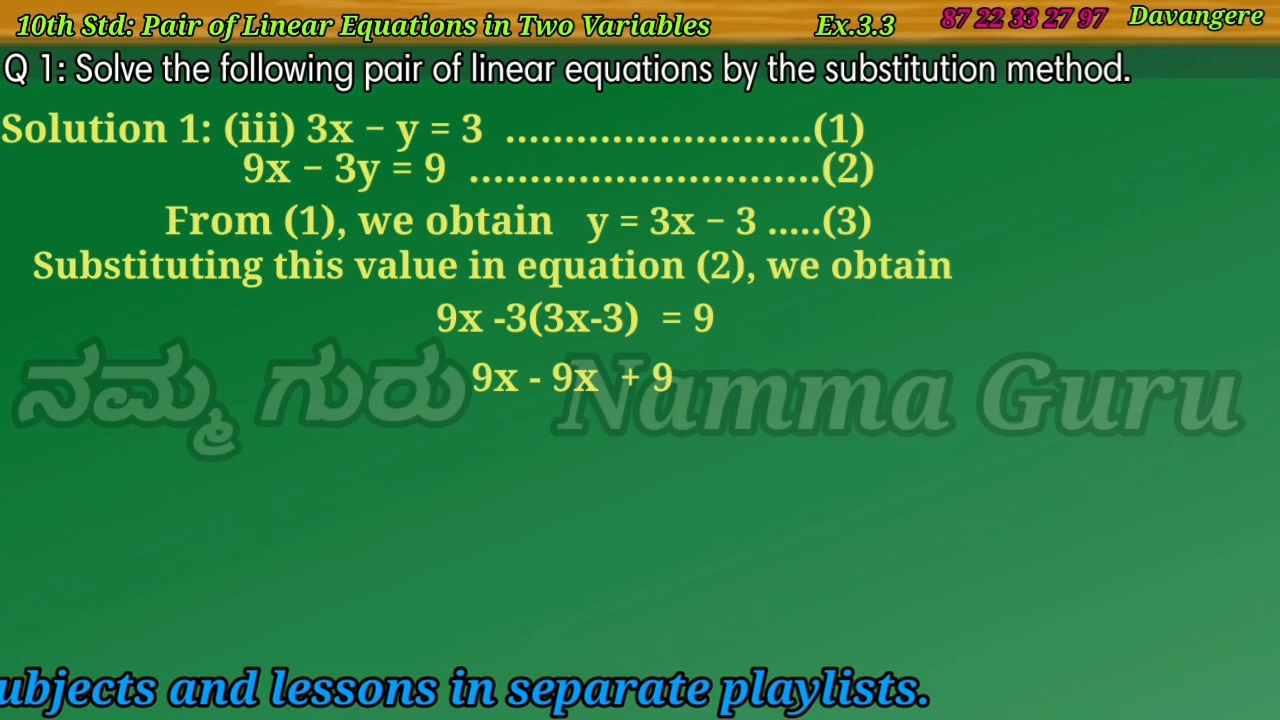 10th Std: Pair of Linear Equations in Two Variables Ex.3.3 87 22 33 27 97 Davangere
Q 1: Solve the following pair of linear equations by the substitution method.
Solution 1: (iii) 3x − y = 3 ..........................(1)
9x − 3y = 9 .............................(2)
From (1), we obtain y = 3x − 3 .....(3)
Substituting this value in equation (2), we obtain
9x -3(3x-3) = 9
9x - 9x + 9
ನಮ್ಮ ಗುರು Namma Guru
ubjects and lessons in separate playlists.